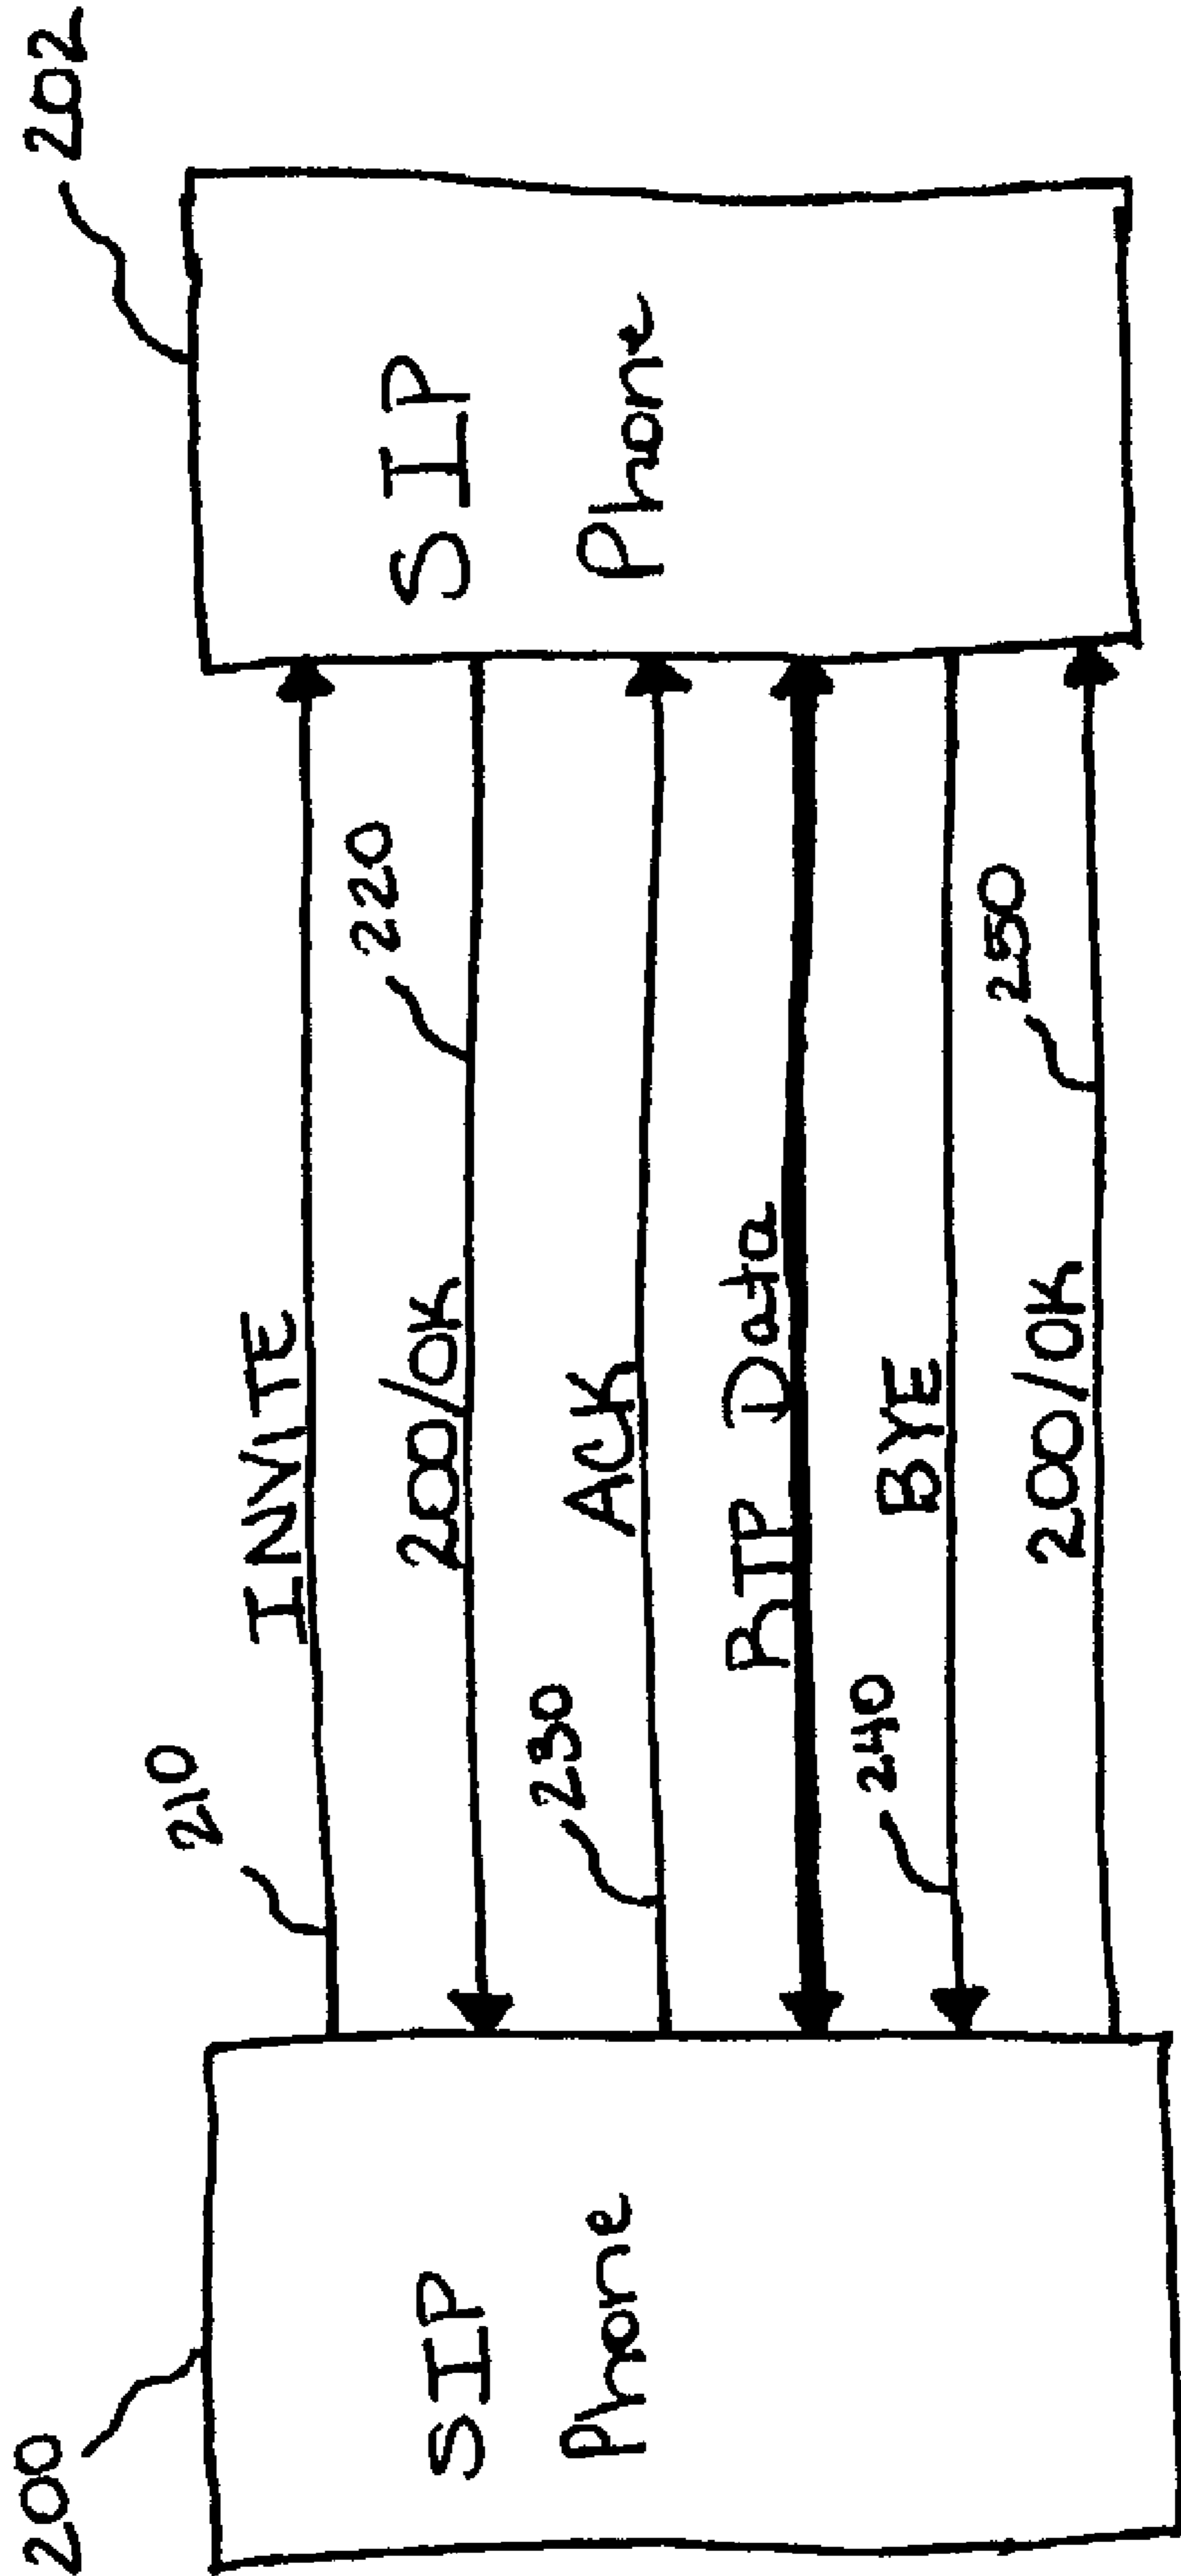 200
202
SIP
Phone
SIP
Phone
210
INVITE
220
200/OK
230
ACK
RTP Data
240
BYE
250
200/OK